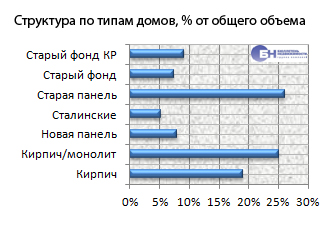 Структура по типам домов, % от общего объема
Старый фонд КР
Старый фонд
Старая панель
Сталинские
Новая панель
Кирпич/монолит
Кирпич
0% 5% 10% 15% 20% 25% 30%
БН